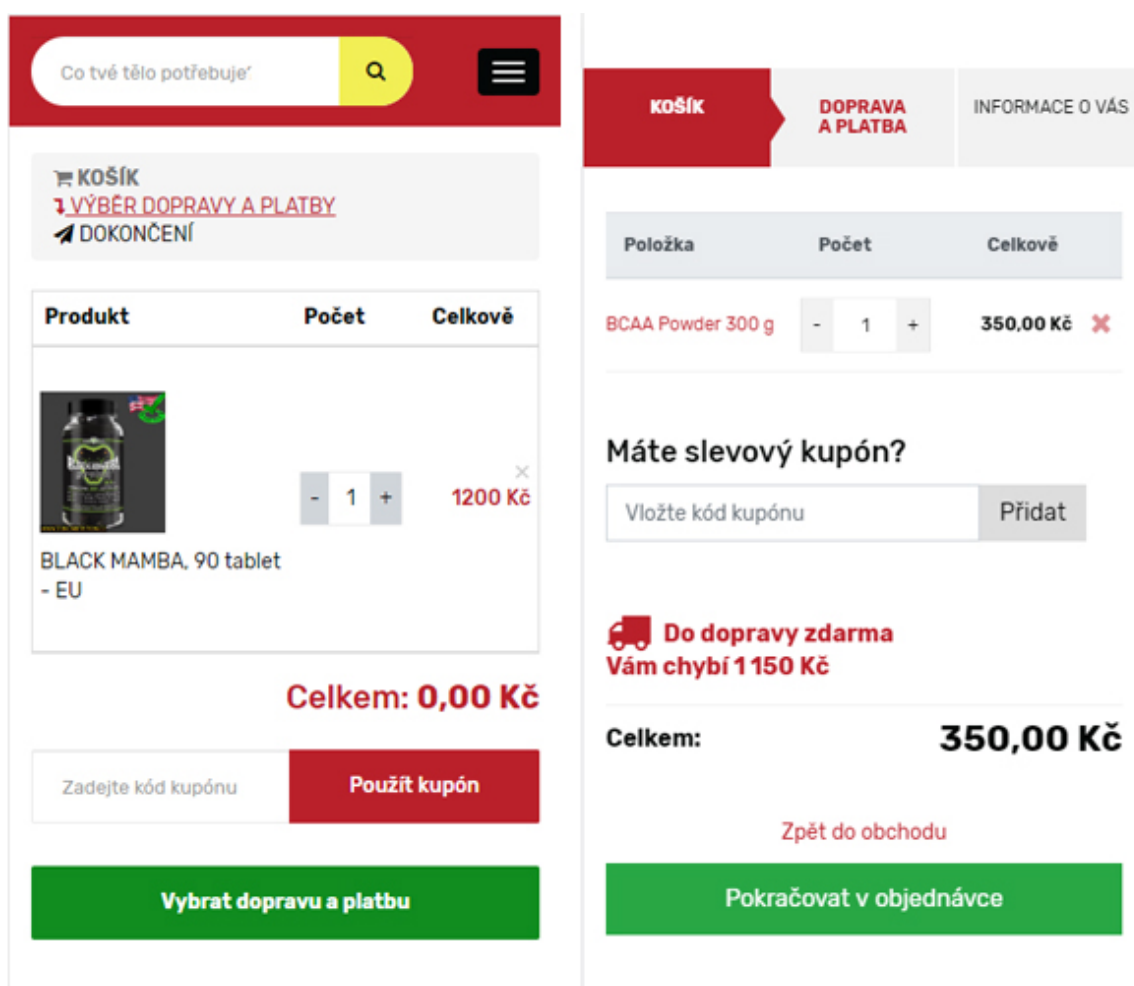 Co tvé tělo potřebuje'
KOŠÍK
VÝBĚR DOPRAVY A PLATBY
DOKONČENÍ
Produkt Počet Celkově
- 1 +
×
1200 Kč
BLACK MAMBA, 90 tablet
- EU
Celkem: 0,00 Kč
Zadejte kód kupónu Použít kupón
Vybrat dopravu a platbu
KOŠÍK
DOPRAVA
A PLATBA
INFORMACE O VÁS
Položka Počet Celkově
BCAA Powder 300 g - 1 + 350,00 Kč
Máte slevový kupón?
Vložte kód kupónu Přidat
Do dopravy zdarma
Vám chybí 1 150 Kč
Celkem: 350,00 Kč
Zpět do obchodu
Pokračovat v objednávce